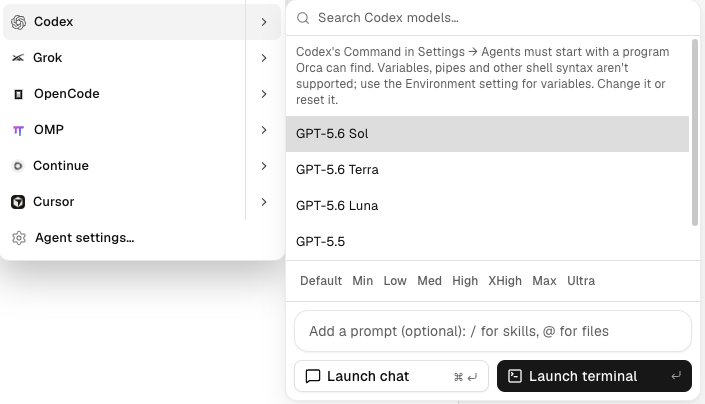 Codex
Grok
OpenCode
OMP
Continue
Cursor
Agent settings...
Search Codex models...
Codex's Command in Settings → Agents must start with a program
Orca can find. Variables, pipes and other shell syntax aren't
supported; use the Environment setting for variables. Change it or
reset it.
GPT-5.6 Sol
GPT-5.6 Terra
GPT-5.6 Luna
GPT-5.5
Default Min Low Med High XHigh Max Ultra
Add a prompt (optional): / for skills, @ for files
Launch chat ⌘ ↵
Launch terminal ↵